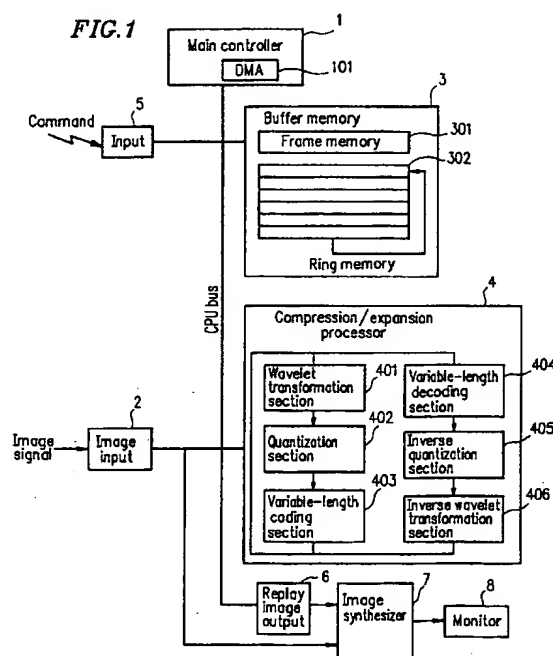 FIG.1
1
Main controller
DMA
101
5
Command
Input
3
Buffer memory
Frame memory
301
302
Ring memory
CPU bus
4
Compression/expansion
processor
Wavelet
transformation
section
401
Variable-length
decoding
section
404
Quantization
section
402
Inverse
quantization
section
405
Variable-length
coding
section
403
Inverse wavelet
transformation
section
406
2
Image signal
Image input
6
Replay
image
output
7
Image
synthesizer
8
Monitor